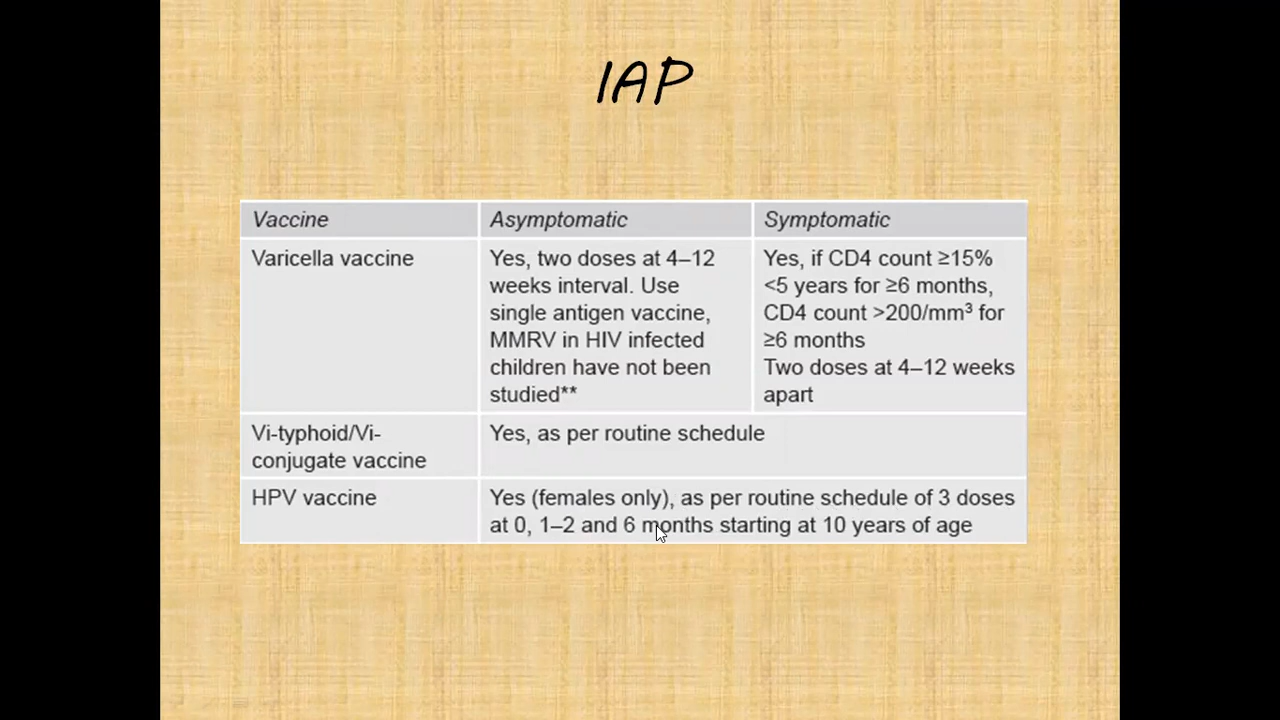 IAP
Vaccine Asymptomatic Symptomatic
Varicella vaccine
Yes, two doses at 4–12
weeks interval. Use
single antigen vaccine,
MMRV in HIV infected
children have not been
studied**
Yes, if CD4 count ≥15%
<5 years for ≥6 months,
CD4 count >200/mm³ for
≥6 months
Two doses at 4–12 weeks
apart
Vi-typhoid/Vi-
conjugate vaccine
Yes, as per routine schedule
HPV vaccine
Yes (females only), as per routine schedule of 3 doses
at 0, 1–2 and 6 months starting at 10 years of age